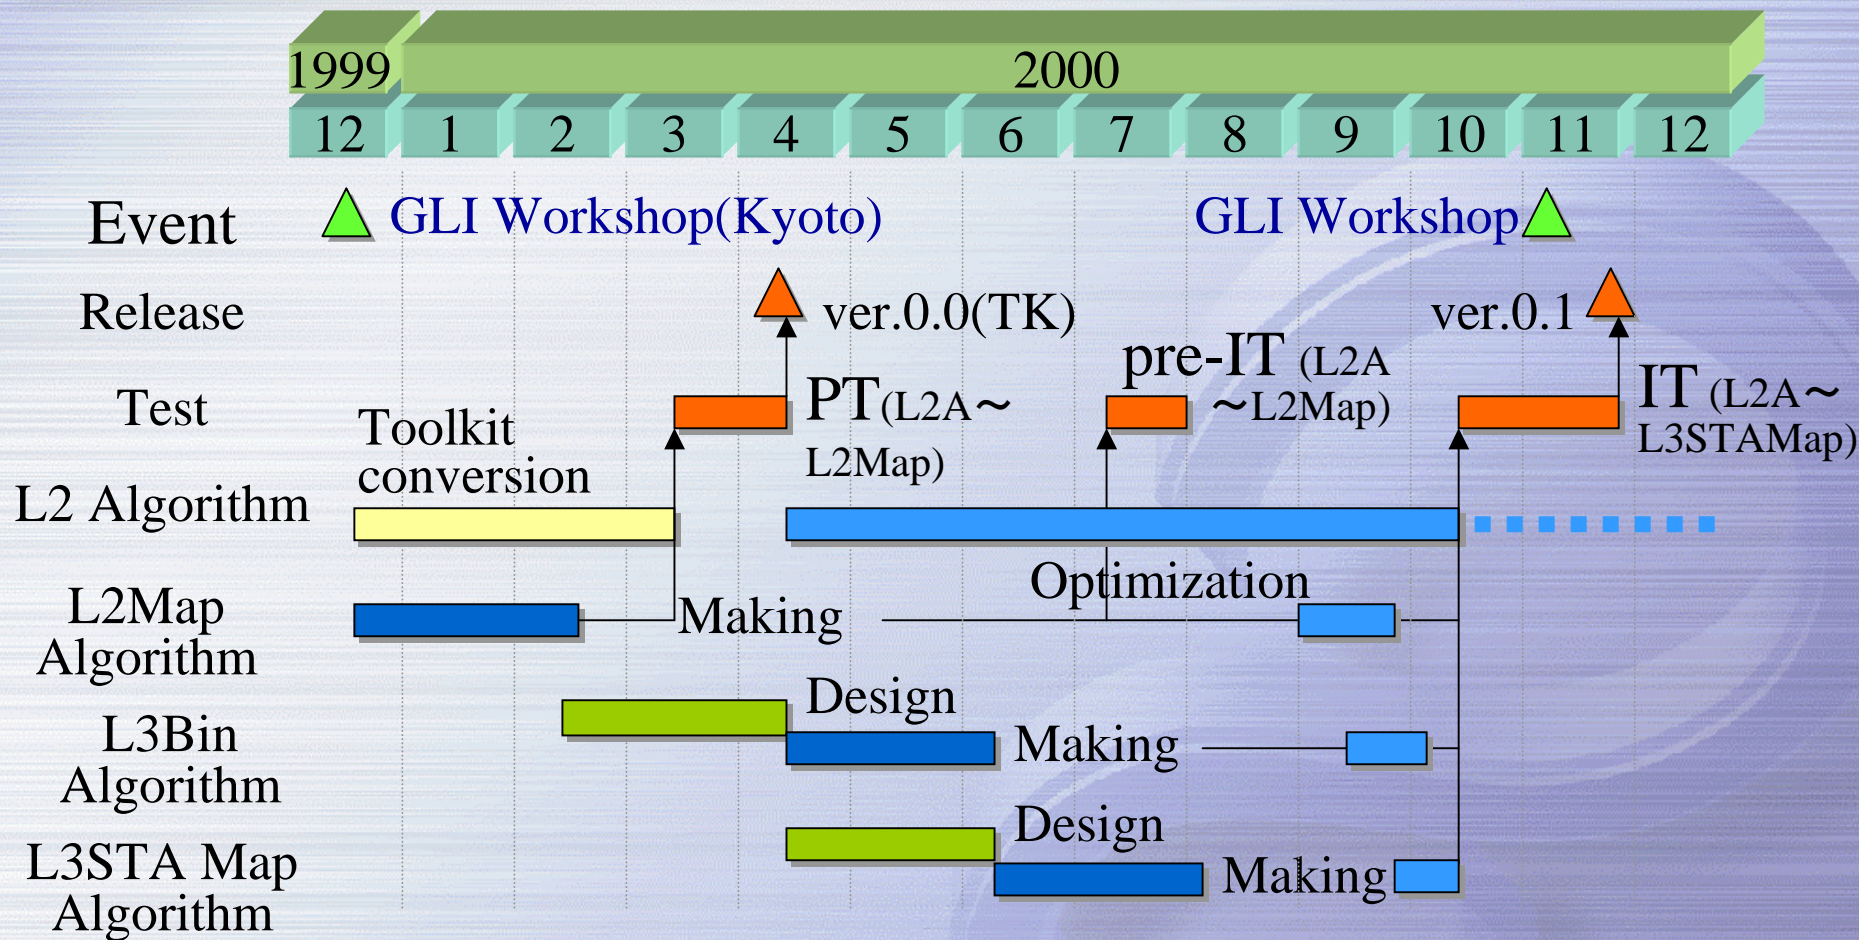 1999 2000
12 1 2 3 4 5 6 7 8 9 10 11 12
Event GLI Workshop(Kyoto) GLI Workshop
Release ver.0.0(TK) ver.0.1
Test
Toolkit
conversion
PT(L2A～
L2Map)
pre-IT (L2A
～L2Map)
IT (L2A～
L3STAMap)
L2 Algorithm
Optimization
L2Map
Algorithm
Making
Design
L3Bin
Algorithm
Making
Design
L3STA Map
Algorithm
Making